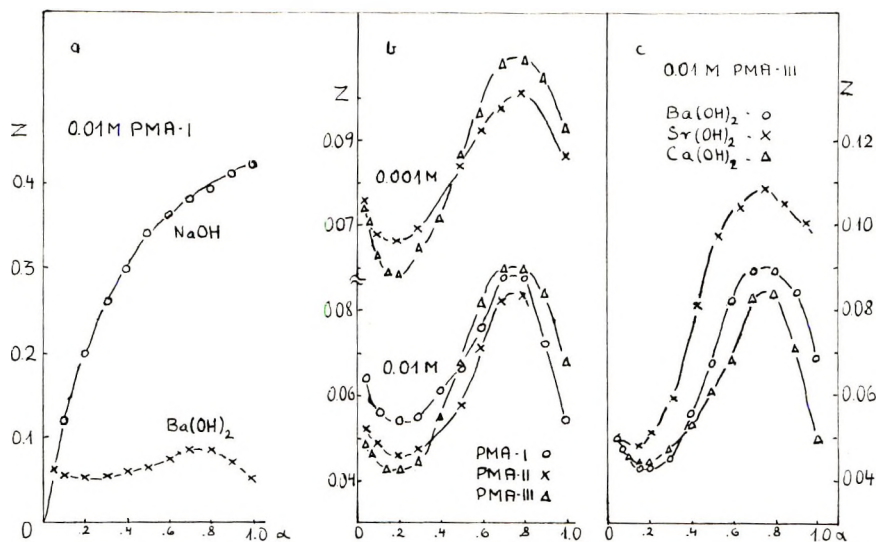 a
Z
0.01M PMA-I
0.4
0.3
0.2
0.1
0
NaOH
Ba(OH)₂
.2 .4 .6 .8 1.0 α
b
Z
0.09
0.07
0.08
0.06
0.04
0.001M
0.01M
PMA-I o
PMA-II x
PMA-III Δ
0 .2 .4 .6 .8 1.0
c
0.01 M PMA-III
Ba(OH)₂ - o
Sr(OH)₂ - x
Ca(OH)₂ - Δ
Z
0.12
0.10
0.08
0.06
0.04
0 .2 .4 .6 .8 1.0 α